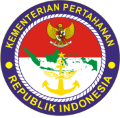 KEMENTERIAN PERTAHANAN
REPUBLIK INDONESIA